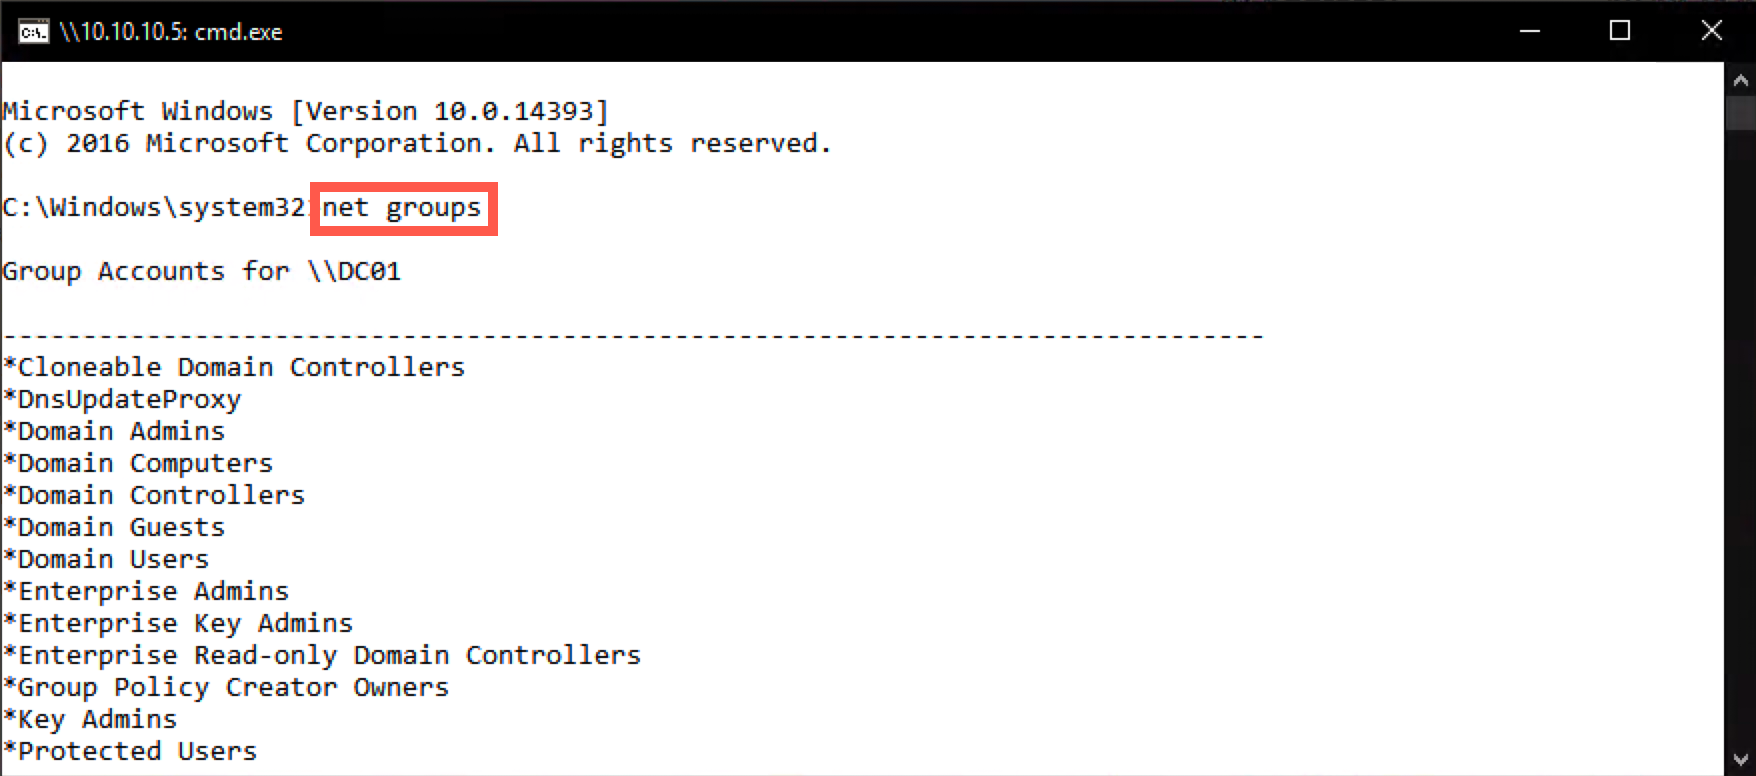 \\10.10.10.5: cmd.exe
Microsoft Windows [Version 10.0.14393]
(c) 2016 Microsoft Corporation. All rights reserved.
C:\Windows\system32>net groups
Group Accounts for \\DC01
-------------------------------------------------------------------------------
*Cloneable Domain Controllers
*DnsUpdateProxy
*Domain Admins
*Domain Computers
*Domain Controllers
*Domain Guests
*Domain Users
*Enterprise Admins
*Enterprise Key Admins
*Enterprise Read-only Domain Controllers
*Group Policy Creator Owners
*Key Admins
*Protected Users